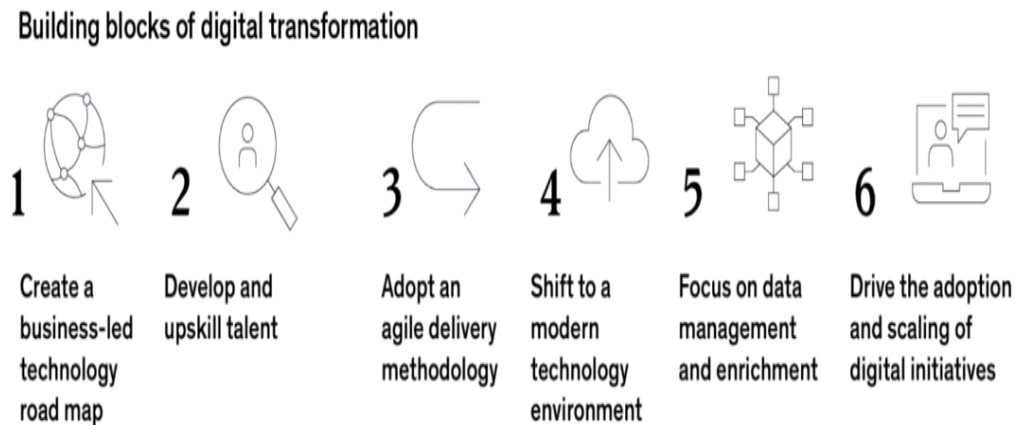 Building blocks of digital transformation
1
Create a
business-led
technology
road map
2
Develop and
upskill talent
3
Adopt an
agile delivery
methodology
4
Shift to a
modern
technology
environment
5
Focus on data
management
and enrichment
6
Drive the adoption
and scaling of
digital initiatives